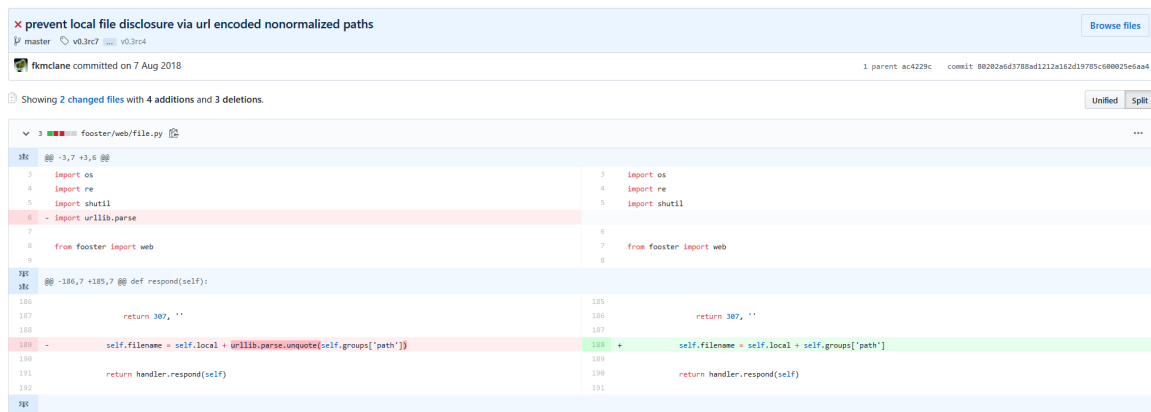 ✕ prevent local file disclosure via url encoded nonormalized paths
Browse files
master v0.3rc7 ... v0.3rc4
fkmclane committed on 7 Aug 2018
1 parent ac4229c commit 80202a6d3788ad1212a162d19785c600025e6aa4
Showing 2 changed files with 4 additions and 3 deletions.
Unified Split
3 fooster/web/file.py ...
@@ -3,7 +3,6 @@
3 import os 3 import os
4 import re 4 import re
5 import shutil 5 import shutil
6 - import urllib.parse
7 6
8 from fooster import web 7 from fooster import web
9 8
@@ -186,7 +185,7 @@ def respond(self):
186 185
187 return 307, '' 186 return 307, ''
188 187
189 - self.filename = self.local + urllib.parse.unquote(self.groups['path']) 188 + self.filename = self.local + self.groups['path']
190 189
191 return handler.respond(self) 190 return handler.respond(self)
192 191